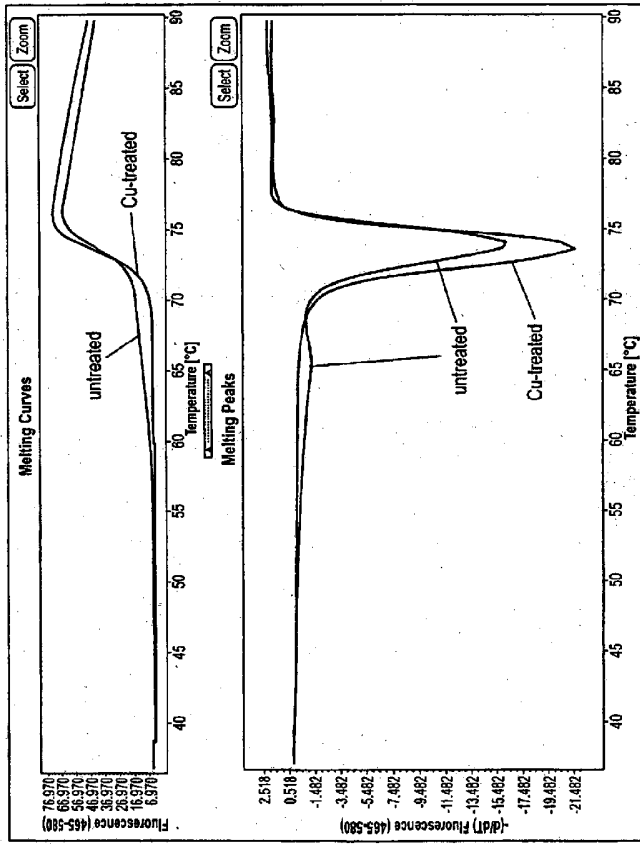 Melting Curves
Select Zoom
Fluorescence (465-580)
76.970
66.970
56.970
46.970
36.970
26.970
16.970
6.970
untreated
Cu-treated
40 45 50 55 60 65 70 75 80 85 90
Temperature [°C]
Melting Peaks
Select Zoom
-(d/dT) Fluorescence (465-580)
2.518
0.518
-1.482
-3.482
-5.482
-7.482
-9.482
-11.482
-13.482
-15.482
-17.482
-19.482
-21.482
untreated
Cu-treated
40 45 50 55 60 65 70 75 80 85 90
Temperature [°C]